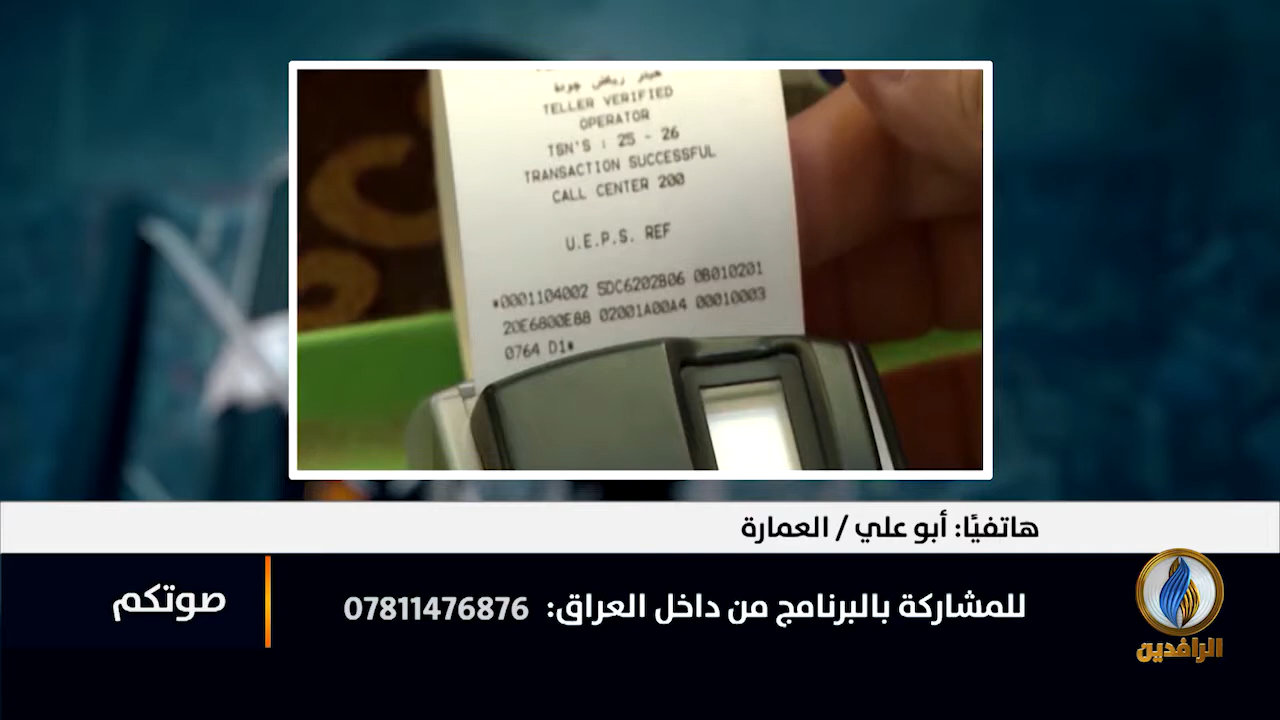 TELLER VERIFIED
OPERATOR
TSN'S : 25 - 26
TRANSACTION SUCCESSFUL
CALL CENTER 200
U.E.P.S. REF
*0001104002 SDC6202B06 0B010201
20E6800E88 02001A00A4 00010003
0764 D1*
هاتفيًا: أبو علي / العمارة
للمشاركة بالبرنامج من داخل العراق: 07811476876
صوتكم
الرافدين